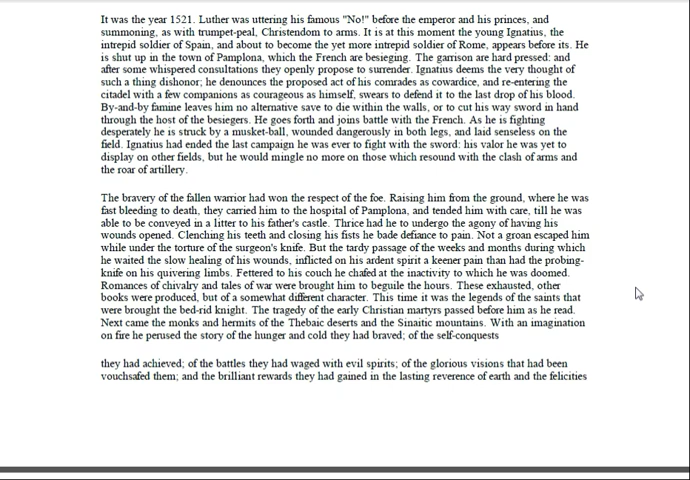 It was the year 1521. Luther was uttering his famous "No!" before the emperor and his princes, and
summoning, as with trumpet-peal, Christendom to arms. It is at this moment the young Ignatius, the
intrepid soldier of Spain, and about to become the yet more intrepid soldier of Rome, appears before its. He
is shut up in the town of Pamplona, which the French are besieging. The garrison are hard pressed: and
after some whispered consultations they openly propose to surrender. Ignatius deems the very thought of
such a thing dishonor; he denounces the proposed act of his comrades as cowardice, and re-entering the
citadel with a few companions as courageous as himself, swears to defend it to the last drop of his blood.
By-and-by famine leaves him no alternative save to die within the walls, or to cut his way sword in hand
through the host of the besiegers. He goes forth and joins battle with the French. As he is fighting
desperately he is struck by a musket-ball, wounded dangerously in both legs, and laid senseless on the
field. Ignatius had ended the last campaign he was ever to fight with the sword: his valor he was yet to
display on other fields, but he would mingle no more on those which resound with the clash of arms and
the roar of artillery.
The bravery of the fallen warrior had won the respect of the foe. Raising him from the ground, where he was
fast bleeding to death, they carried him to the hospital of Pamplona, and tended him with care, till he was
able to be conveyed in a litter to his father's castle. Thrice had he to undergo the agony of having his
wounds opened. Clenching his teeth and closing his fists he bade defiance to pain. Not a groan escaped him
while under the torture of the surgeon's knife. But the tardy passage of the weeks and months during which
he waited the slow healing of his wounds, inflicted on his ardent spirit a keener pain than had the probing-
knife on his quivering limbs. Fettered to his couch he chafed at the inactivity to which he was doomed.
Romances of chivalry and tales of war were brought him to beguile the hours. These exhausted, other
books were produced, but of a somewhat different character. This time it was the legends of the saints that
were brought the bed-rid knight. The tragedy of the early Christian martyrs passed before him as he read.
Next came the monks and hermits of the Thebaic deserts and the Sinaitic mountains. With an imagination
on fire he perused the story of the hunger and cold they had braved; of the self-conquests
they had achieved; of the battles they had waged with evil spirits; of the glorious visions that had been
vouchsafed them; and the brilliant rewards they had gained in the lasting reverence of earth and the felicities